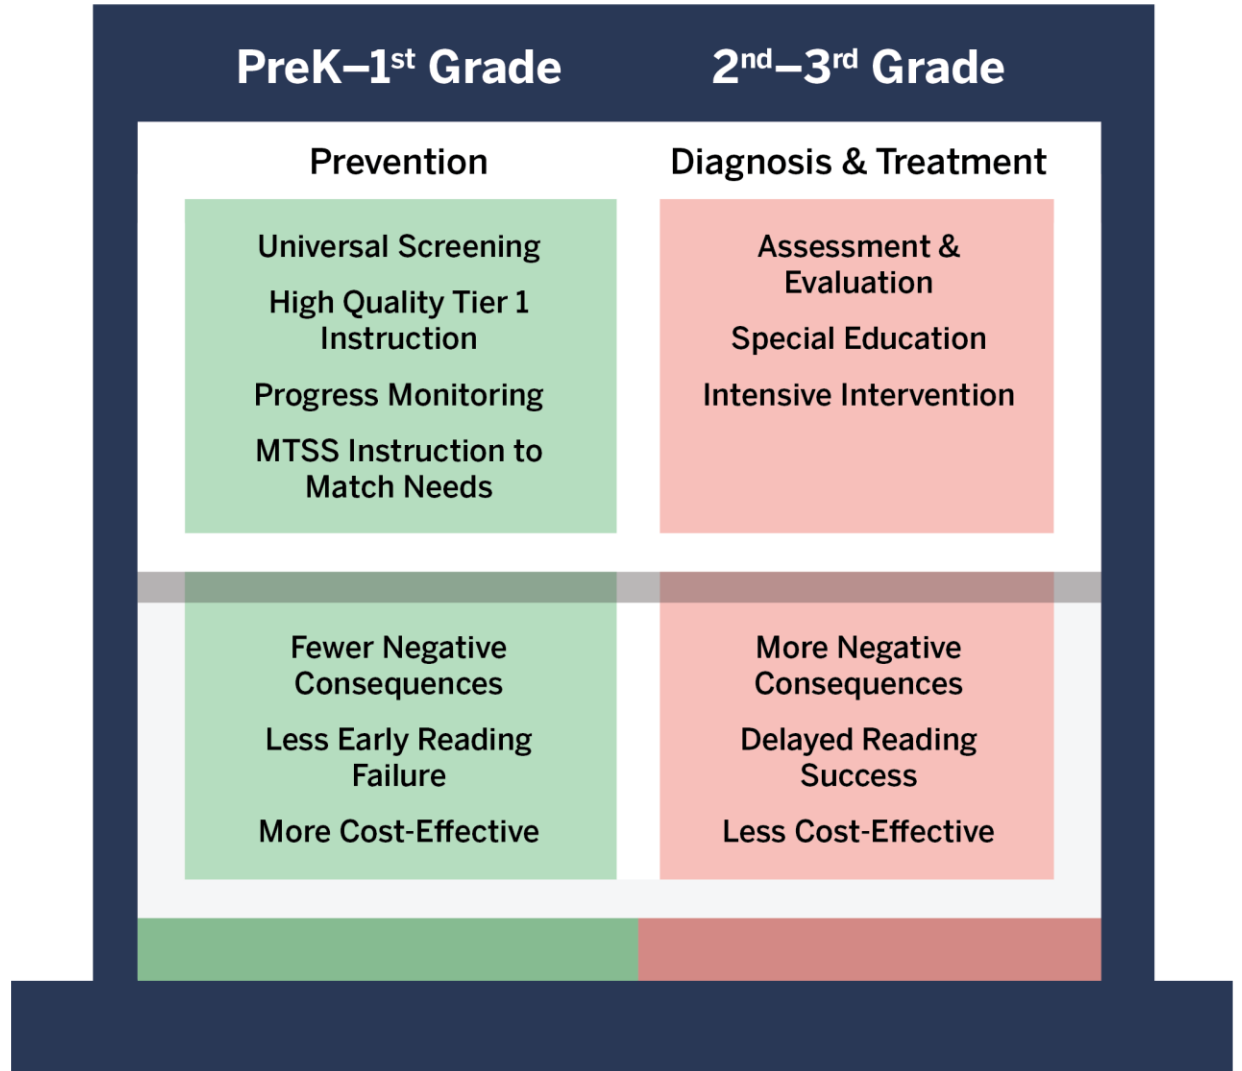 PreK–1st Grade
2nd–3rd Grade
Prevention
Universal Screening
High Quality Tier 1
Instruction
Progress Monitoring
MTSS Instruction to
Match Needs
Fewer Negative
Consequences
Less Early Reading
Failure
More Cost-Effective
Diagnosis & Treatment
Assessment &
Evaluation
Special Education
Intensive Intervention
More Negative
Consequences
Delayed Reading
Success
Less Cost-Effective